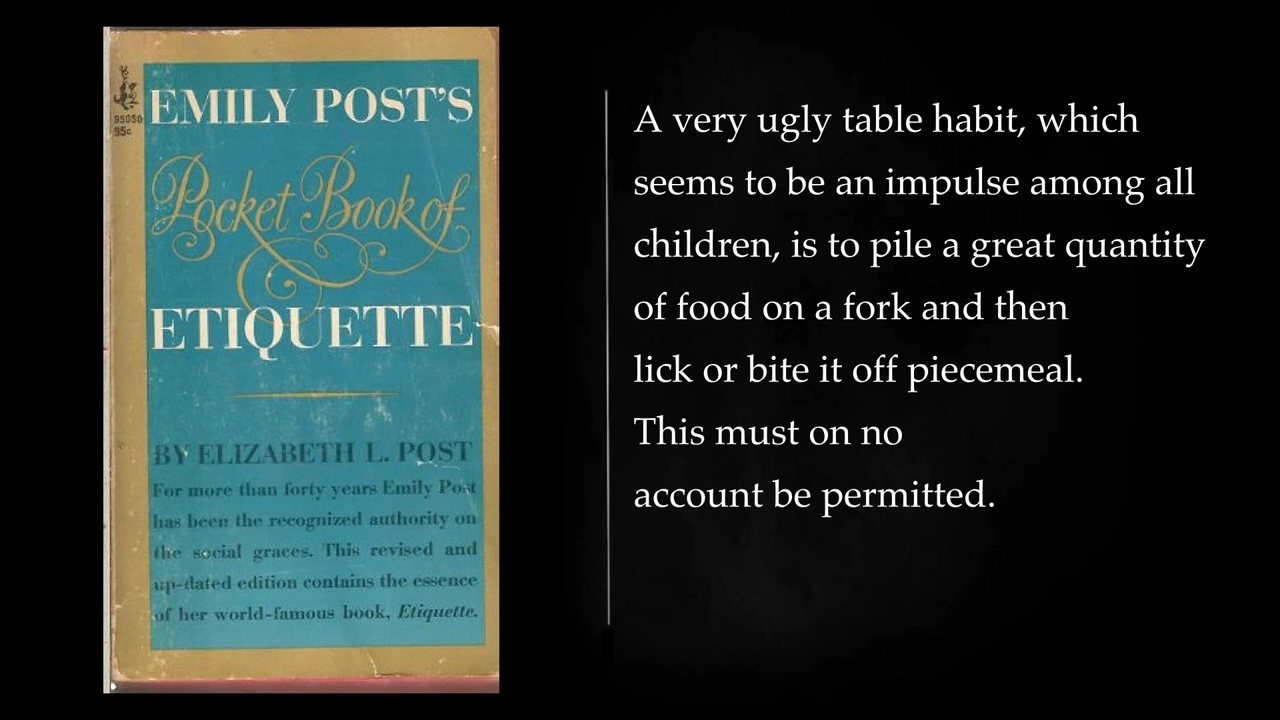 EMILY POST'S
95050
95c
Pocket Book of
ETIQUETTE
BY ELIZABETH L. POST
For more than forty years Emily Post
has been the recognized authority on
the social graces. This revised and
up-dated edition contains the essence
of her world-famous book, Etiquette.
A very ugly table habit, which
seems to be an impulse among all
children, is to pile a great quantity
of food on a fork and then
lick or bite it off piecemeal.
This must on no
account be permitted.